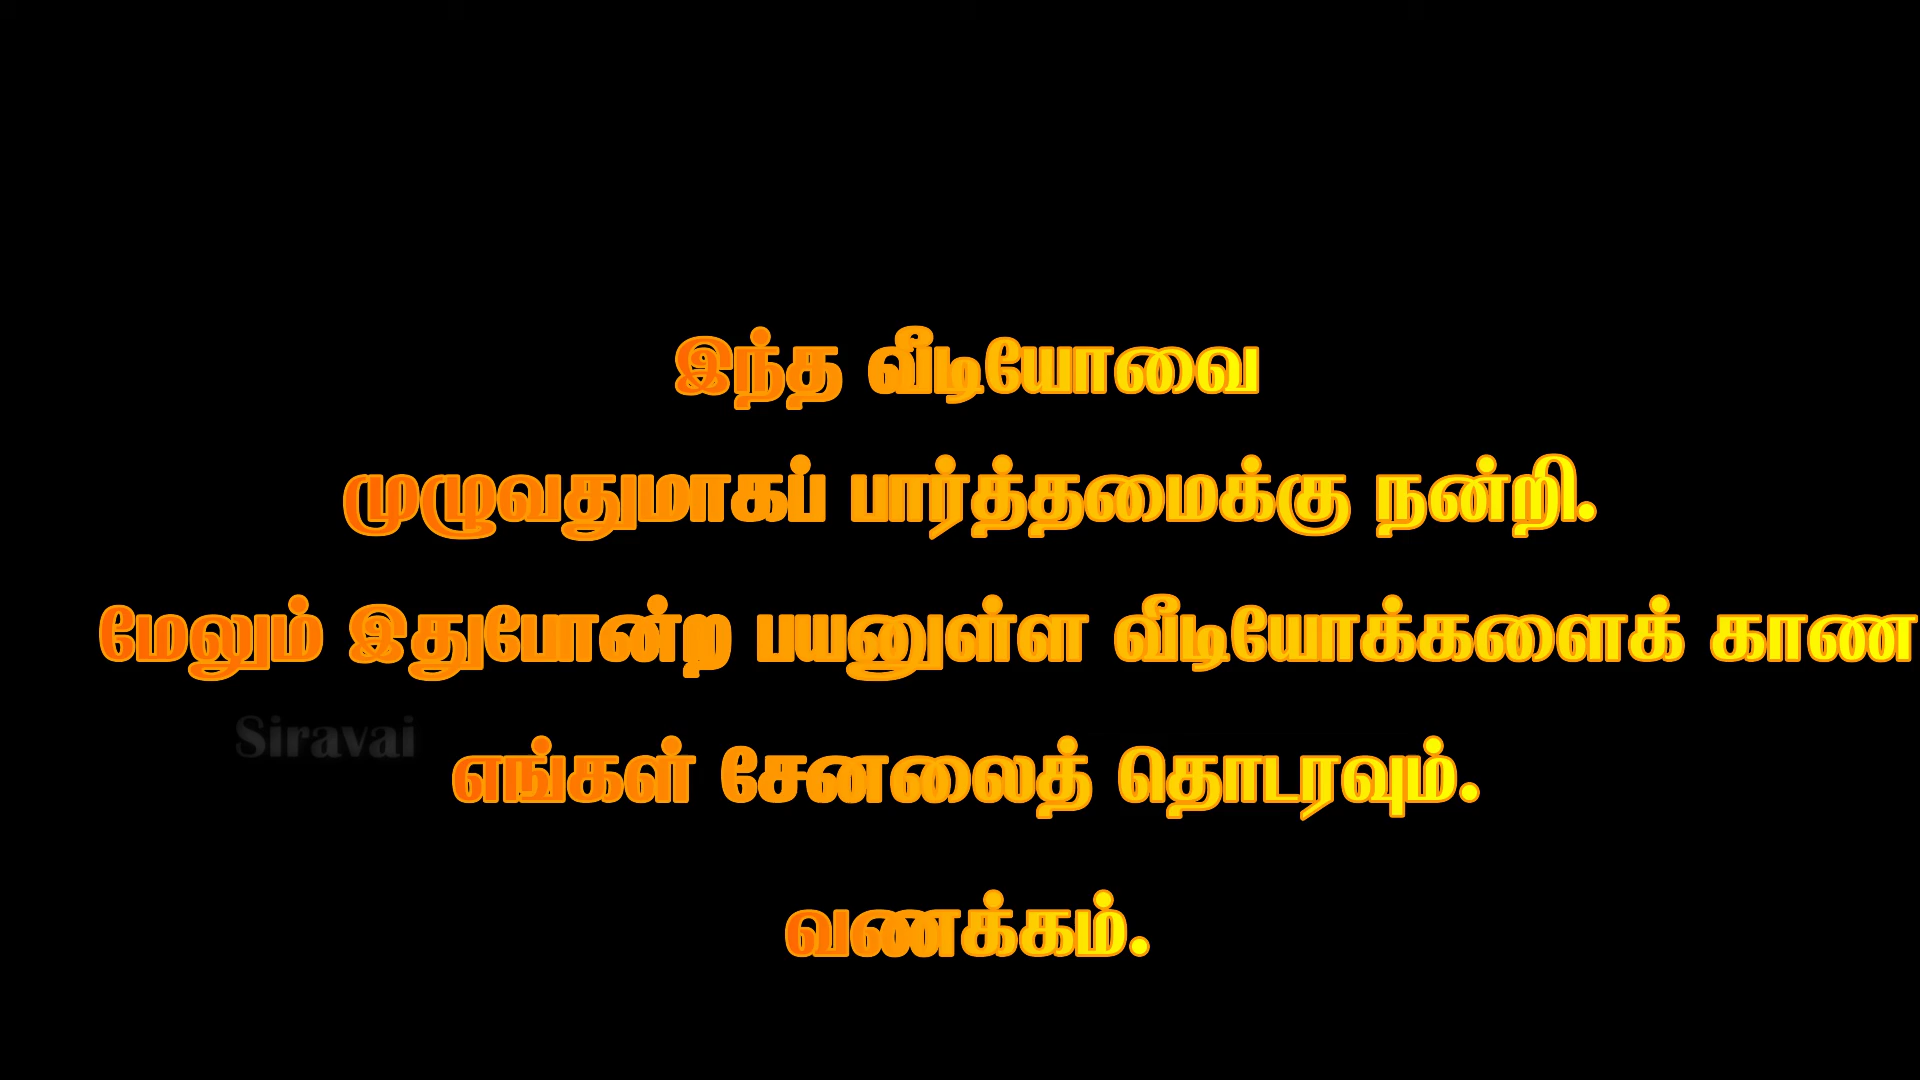 இந்த வீடியோவை
முழுவதுமாகப் பார்த்தமைக்கு நன்றி.
மேலும் இதுபோன்ற பயனுள்ள வீடியோக்களைக் காண
Siravai
எங்கள் சேனலைத் தொடரவும்.
வணக்கம்.